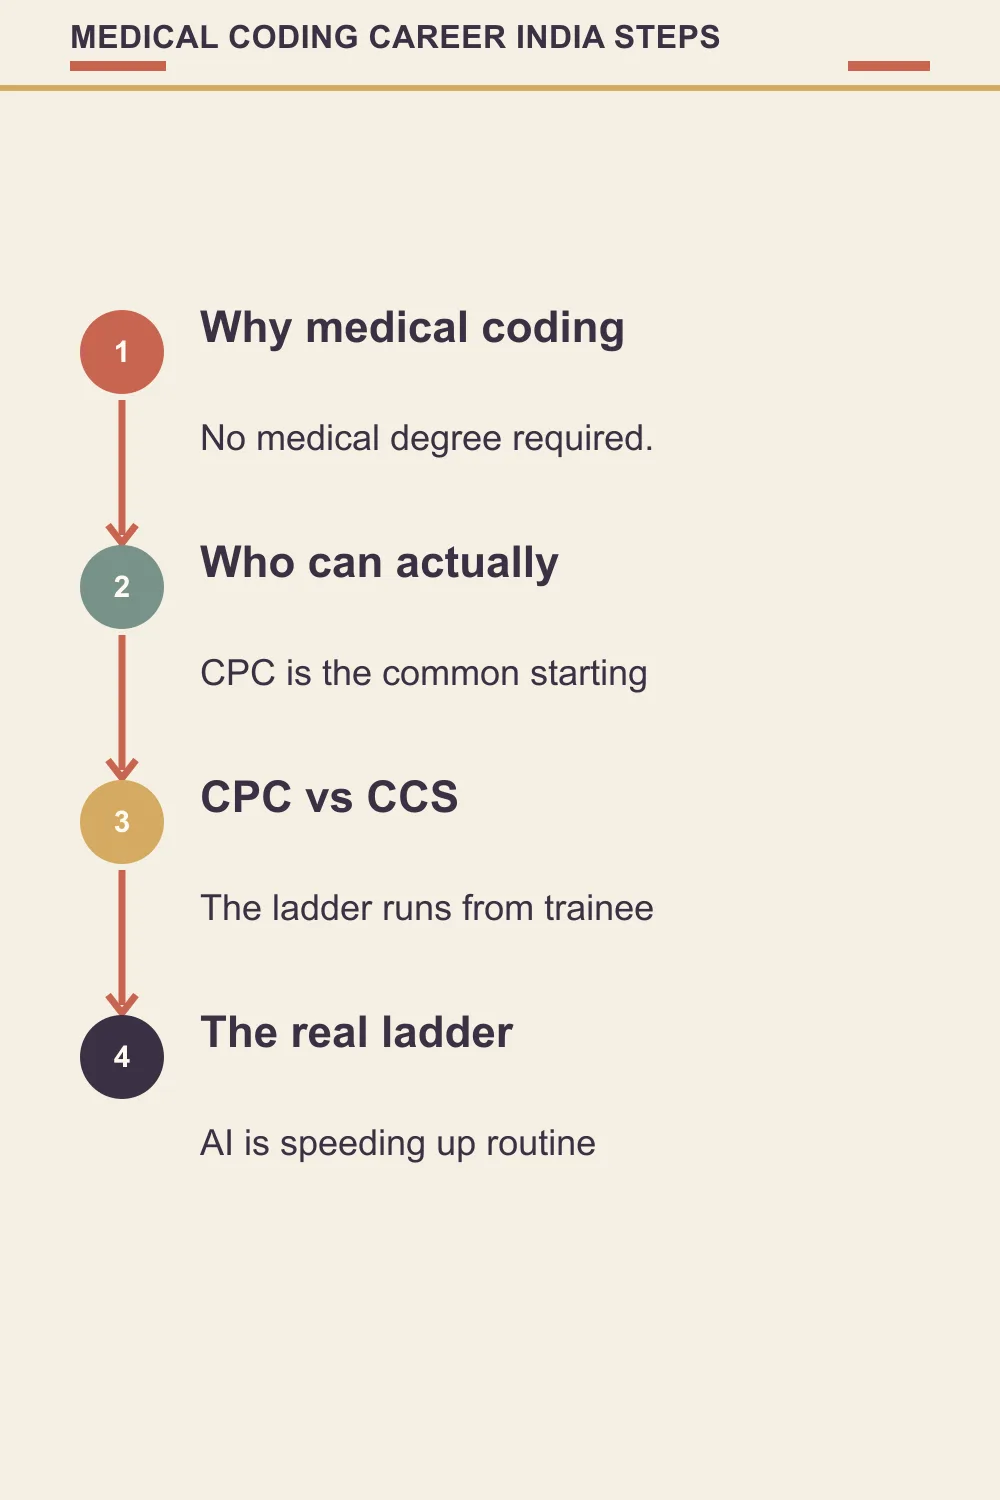 MEDICAL CODING CAREER INDIA STEPS
1
Why medical coding
No medical degree required.
2
Who can actually
CPC is the common starting
3
CPC vs CCS
The ladder runs from trainee
4
The real ladder
AI is speeding up routine